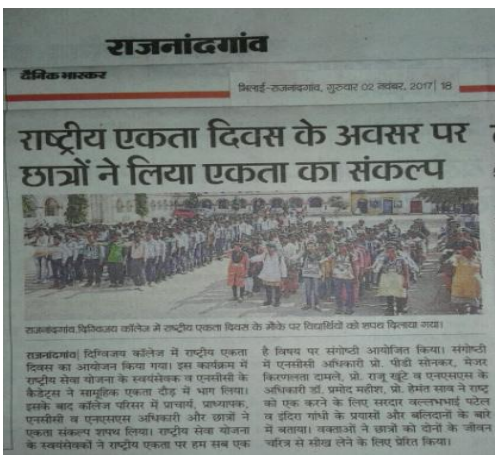 राजनांदगांव
दैनिक भास्कर
भिलाई-राजनांदगांव, गुरुवार 02 नवंबर, 2017 | 18
राष्ट्रीय एकता दिवस के अवसर पर
छात्रों ने लिया एकता का संकल्प
राजनांदगांव.दिग्विजय कॉलेज में राष्ट्रीय एकता दिवस के मौके पर विद्यार्थियों को शपथ दिलाया गया।
राजनांदगांव| दिग्विजय कॉलेज में राष्ट्रीय एकता
दिवस का आयोजन किया गया। इस कार्यक्रम में
राष्ट्रीय सेवा योजना के स्वयंसेवक व एनसीसी के
कैडेट्स ने सामूहिक एकता दौड़ में भाग लिया।
इसके बाद कॉलेज परिसर में प्राचार्य, प्राध्यापक,
एनसीसी व एनएसएस अधिकारी और छात्रों ने
एकता संकल्प शपथ लिया। राष्ट्रीय सेवा योजना
के स्वयंसेवकों ने राष्ट्रीय एकता पर हम सब एक
है विषय पर संगोष्ठी आयोजित किया। संगोष्ठी
में एनसीसी अधिकारी प्रो. पीडी सोनकर, मेजर
किरणलता दामले, प्रो. राजू खूंटे व एनएसएस के
अधिकारी डॉ. प्रमोद महीश, प्रो. हेमंत साव ने राष्ट्र
को एक करने के लिए सरदार वल्लभभाई पटेल
व इंदिरा गांधी के प्रयासों और बलिदानों के बारे
में बताया। वक्ताओं ने छात्रों को दोनों के जीवन
चरित्र से सीख लेने के लिए प्रेरित किया।